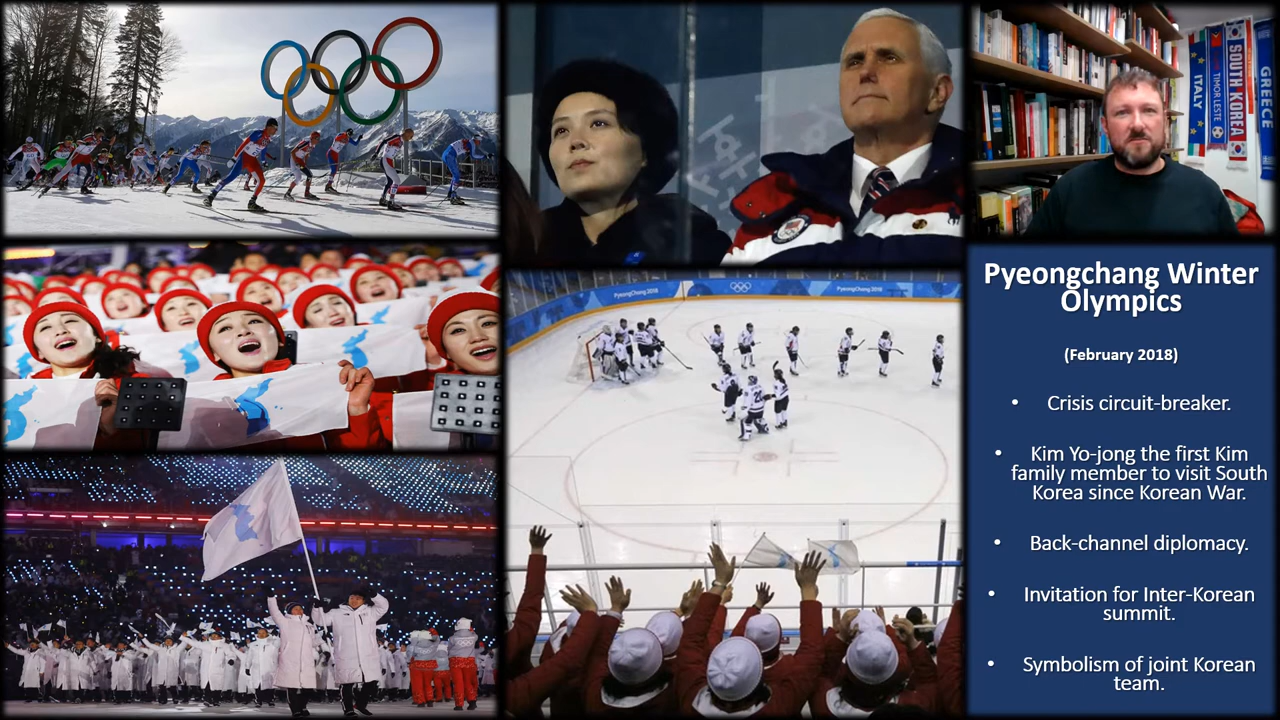 ITALY
TIMOR LESTE
SOUTH KOREA
GREECE
PyeongChang 2018
PyeongChang 2018
Pyeongchang Winter
Olympics
(February 2018)
• Crisis circuit-breaker.
• Kim Yo-jong the first Kim
family member to visit South
Korea since Korean War.
• Back-channel diplomacy.
• Invitation for Inter-Korean
summit.
• Symbolism of joint Korean
team.